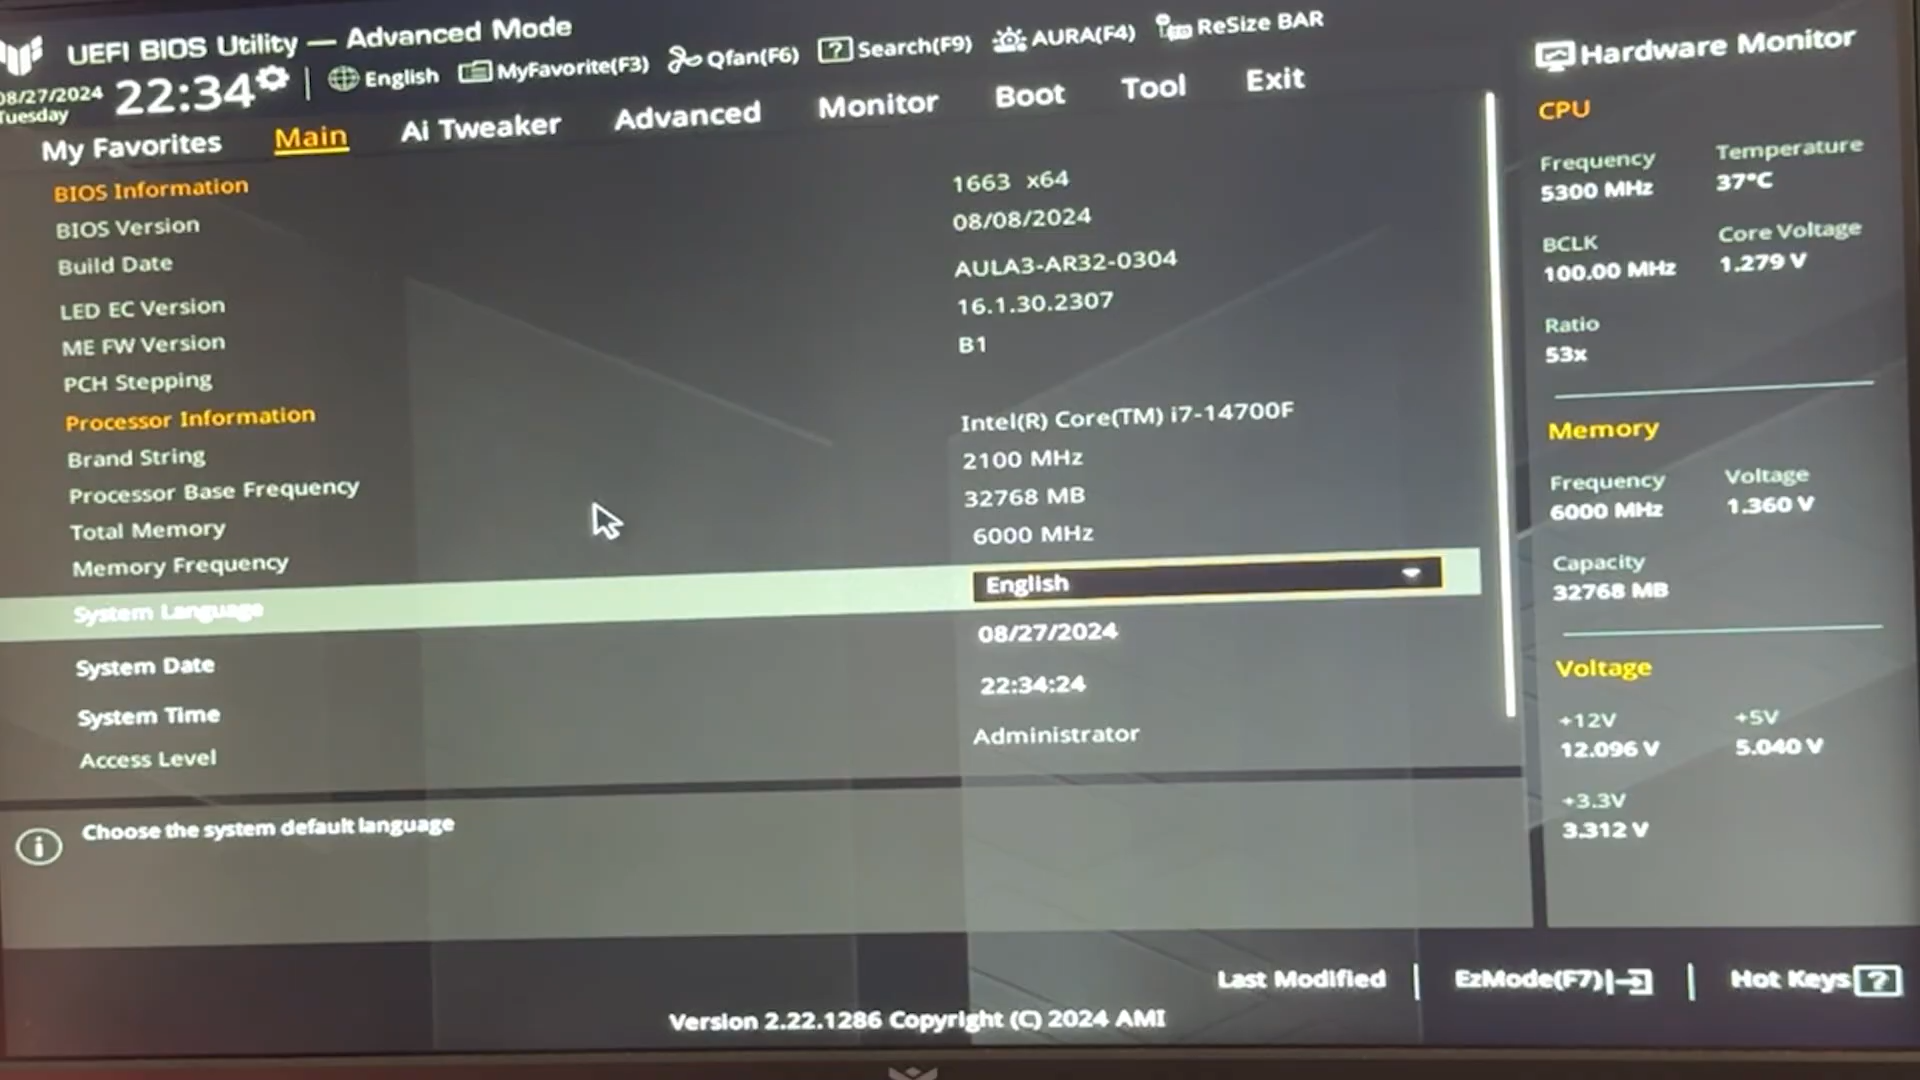 UEFI BIOS Utility — Advanced Mode
08/27/2024
Tuesday
22:34
English
MyFavorite(F3)
Qfan(F6)
Search(F9)
AURA(F4)
ReSize BAR
My Favorites
Main
Ai Tweaker
Advanced
Monitor
Boot
Tool
Exit
BIOS Information
BIOS Version 1663 x64
Build Date 08/08/2024
LED EC Version AULA3-AR32-0304
ME FW Version 16.1.30.2307
PCH Stepping B1
Processor Information
Brand String Intel(R) Core(TM) i7-14700F
Processor Base Frequency 2100 MHz
Total Memory 32768 MB
Memory Frequency 6000 MHz
System Language English
System Date 08/27/2024
System Time 22:34:24
Access Level Administrator
Choose the system default language
Hardware Monitor
CPU
Frequency Temperature
5300 MHz 37°C
BCLK Core Voltage
100.00 MHz 1.279 V
Ratio
53x
Memory
Frequency Voltage
6000 MHz 1.360 V
Capacity
32768 MB
Voltage
+12V +5V
12.096 V 5.040 V
+3.3V
3.312 V
Last Modified
EzMode(F7)
Hot Keys ?
Version 2.22.1286 Copyright (C) 2024 AMI